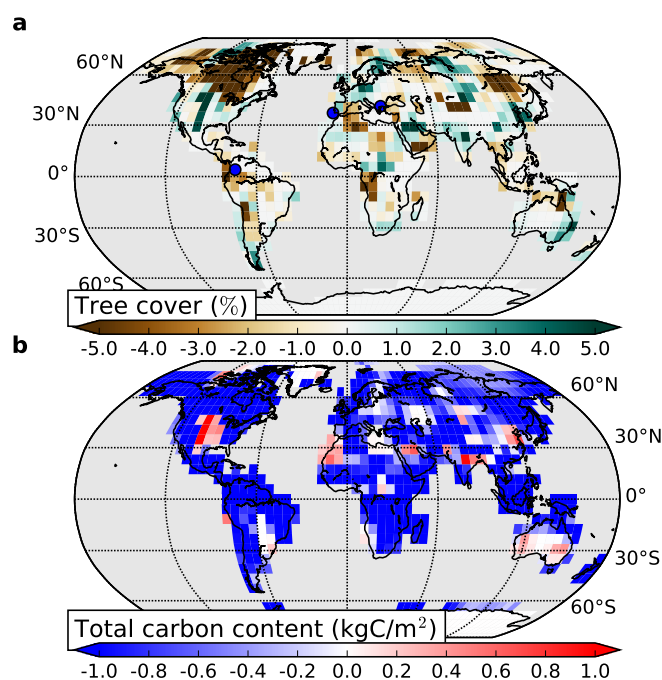 a
60°N
30°N
0°
30°S
60°S
Tree cover (%)
-5.0 -4.0 -3.0 -2.0 -1.0 0.0 1.0 2.0 3.0 4.0 5.0
b
60°N
30°N
0°
30°S
60°S
Total carbon content (kgC/m²)
-1.0 -0.8 -0.6 -0.4 -0.2 0.0 0.2 0.4 0.6 0.8 1.0